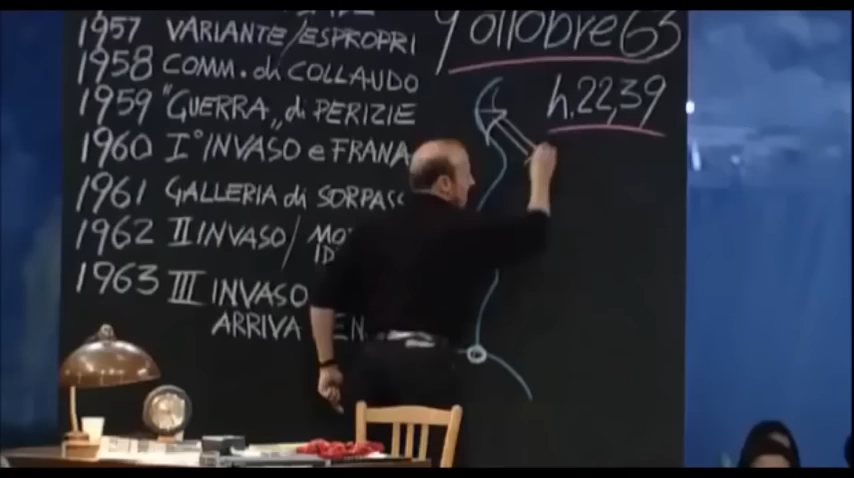 1957 VARIANTE/ESPROPRI
1958 COMM. di COLLAUDO
1959 "GUERRA„ di PERIZIE
1960 I° INVASO e FRANA
1961 GALLERIA di
1962 II INVASO/
1963 III INVASO
ARRIVA
9 ottobre 63
h. 22,39